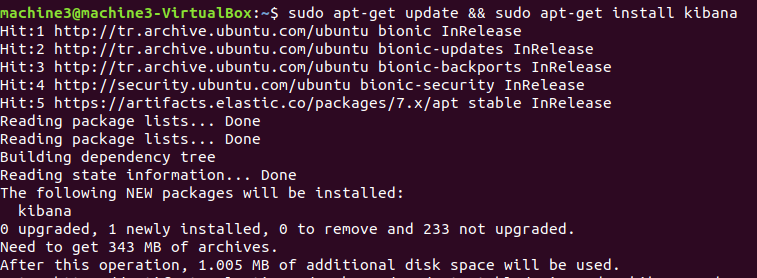 machine3@machine3-VirtualBox:~$ sudo apt-get update && sudo apt-get install kibana
Hit:1 http://tr.archive.ubuntu.com/ubuntu bionic InRelease
Hit:2 http://tr.archive.ubuntu.com/ubuntu bionic-updates InRelease
Hit:3 http://tr.archive.ubuntu.com/ubuntu bionic-backports InRelease
Hit:4 http://security.ubuntu.com/ubuntu bionic-security InRelease
Hit:5 https://artifacts.elastic.co/packages/7.x/apt stable InRelease
Reading package lists... Done
Reading package lists... Done
Building dependency tree
Reading state information... Done
The following NEW packages will be installed:
  kibana
0 upgraded, 1 newly installed, 0 to remove and 233 not upgraded.
Need to get 343 MB of archives.
After this operation, 1.005 MB of additional disk space will be used.